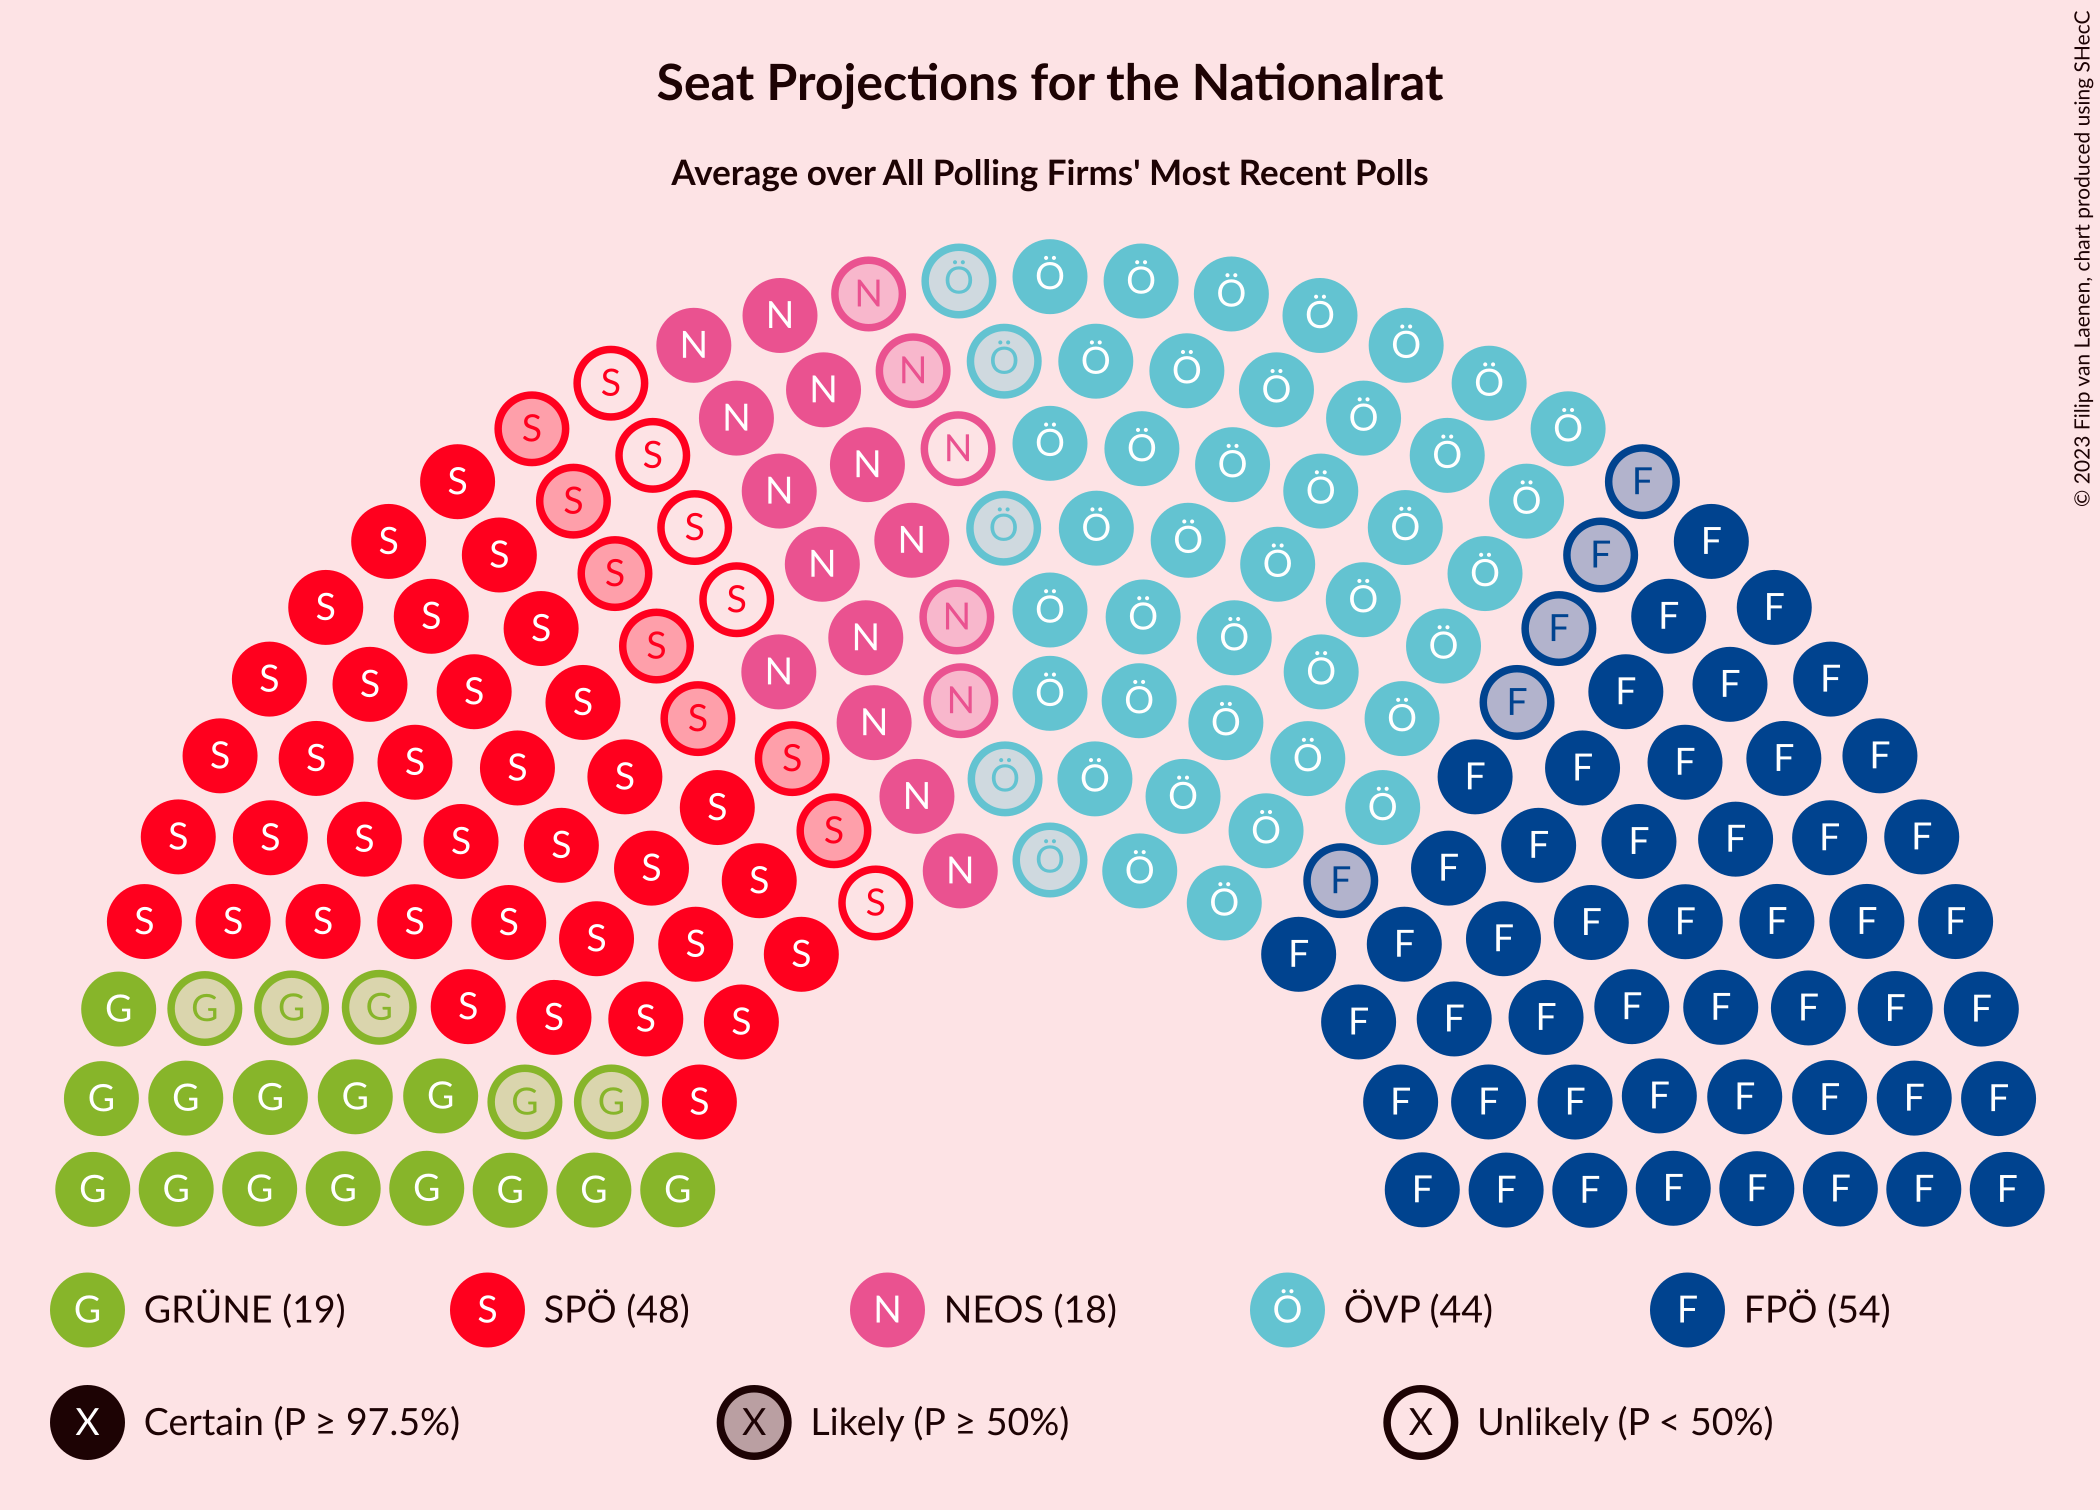 Seat Projections for the Nationalrat
Average over All Polling Firms' Most Recent Polls
© 2023 Filip van Laenen, chart produced using SHecC
N Ö Ö Ö Ö
N N Ö Ö
S N Ö Ö Ö Ö Ö
S N N Ö Ö
S S N N Ö Ö Ö Ö Ö F
S S N N Ö Ö Ö Ö
S S N Ö Ö Ö Ö F F
S S S N N Ö Ö Ö Ö F F
S S S S N Ö Ö Ö Ö F F F
S S S S N N Ö Ö Ö Ö F F F F
S S S S N Ö Ö Ö Ö F F F F
S S S S S S N Ö Ö Ö F F F F F
S S S S S S S Ö Ö F F F F F
S S S S N Ö Ö F F
S S S S S S S S S Ö F F F F F F F
S F
G G G G S S S S F F F F F F F F
G G G G G G G S F F F F F F F F
G G G G G G G G F F F F F F F F
G GRÜNE (19) S SPÖ (48) N NEOS (18) Ö ÖVP (44) F FPÖ (54)
X Certain (P ≥ 97.5%) X Likely (P ≥ 50%) X Unlikely (P < 50%)